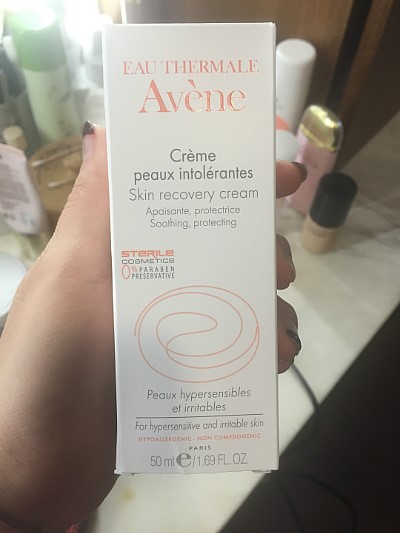 EAU THERMALE
Avène
Crème
peaux intolérantes
Skin recovery cream
Apaisante, protectrice
Soothing, protecting
STERILE
COSMETICS
0% PARABEN
PRESERVATIVE
Peaux hypersensibles
et irritables
For hypersensitive and irritable skin
HYPOALLERGENIC - NON COMEDOGENIC
PARIS
50 ml ℮/1.69 FL. OZ.